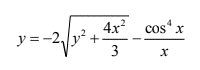 y = -2√(y² + 4x²/3) - cos⁴ x / x